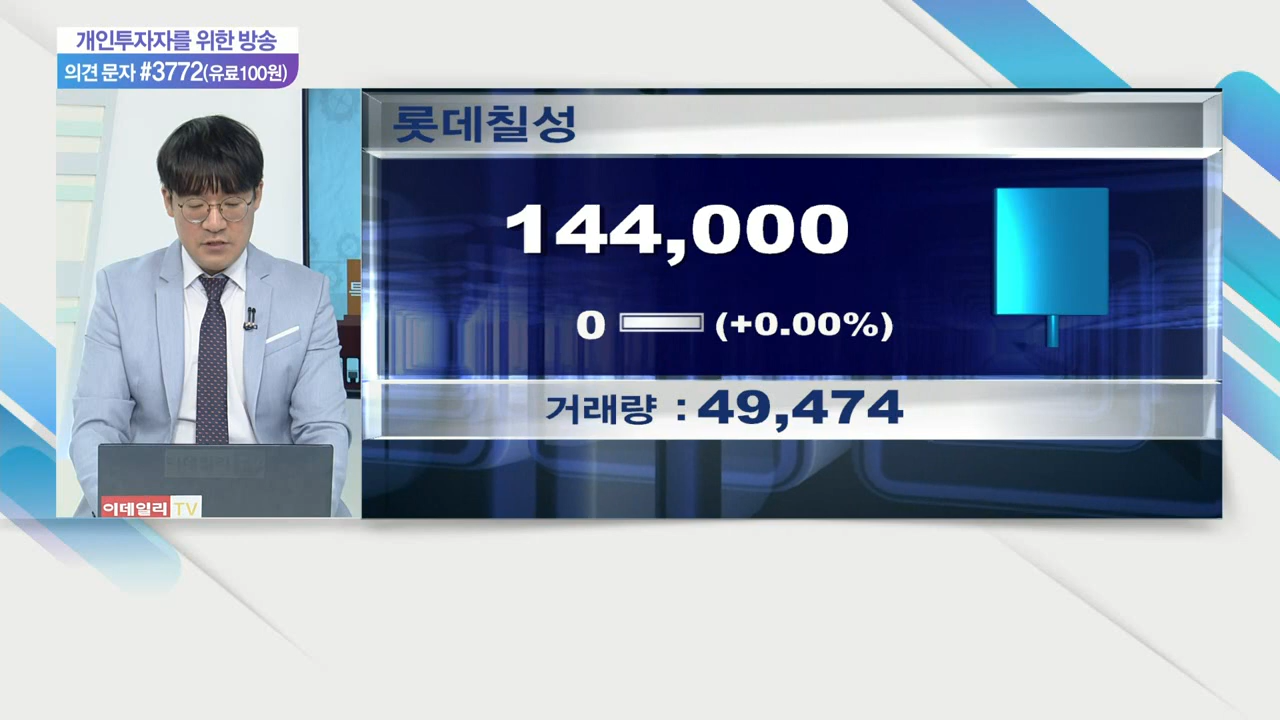 개인투자자를 위한 방송
의견 문자 #3772(유료100원)
롯데칠성
144,000
0 (+0.00%)
거래량 : 49,474
특
이데일리 TV